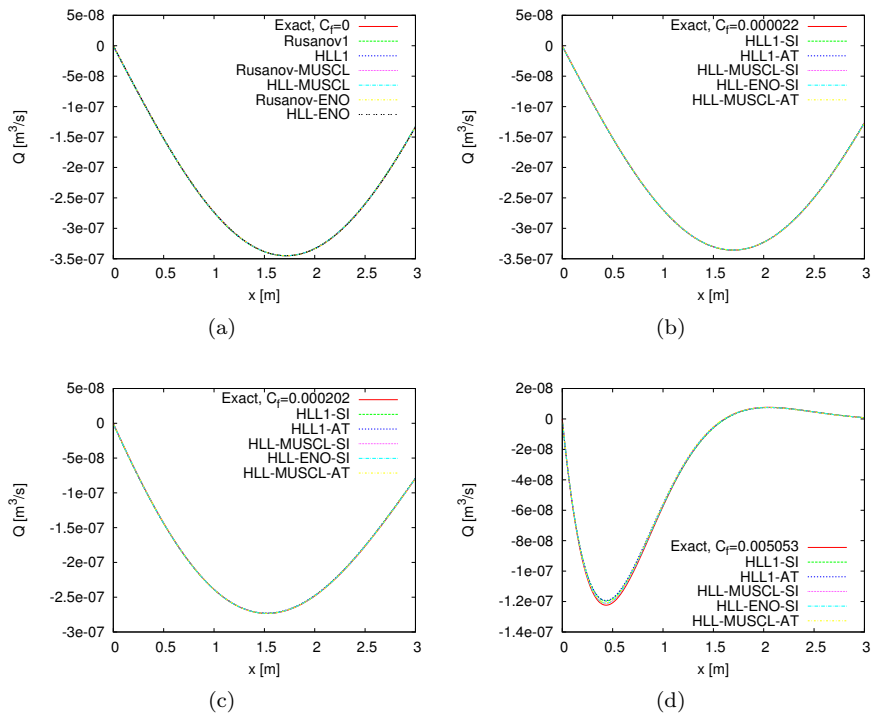 5e-08
0
-5e-08
-1e-07
-1.5e-07
-2e-07
-2.5e-07
-3e-07
-3.5e-07
Q [m³/s]
Exact, C_f=0
Rusanov1
HLL1
Rusanov-MUSCL
HLL-MUSCL
Rusanov-ENO
HLL-ENO
0 0.5 1 1.5 2 2.5 3
x [m]
(a)
5e-08
0
-5e-08
-1e-07
-1.5e-07
-2e-07
-2.5e-07
-3e-07
-3.5e-07
Q [m³/s]
Exact, C_f=0.000022
HLL1-SI
HLL1-AT
HLL-MUSCL-SI
HLL-ENO-SI
HLL-MUSCL-AT
0 0.5 1 1.5 2 2.5 3
x [m]
(b)
5e-08
0
-5e-08
-1e-07
-1.5e-07
-2e-07
-2.5e-07
-3e-07
Q [m³/s]
Exact, C_f=0.000202
HLL1-SI
HLL1-AT
HLL-MUSCL-SI
HLL-ENO-SI
HLL-MUSCL-AT
0 0.5 1 1.5 2 2.5 3
x [m]
(c)
2e-08
0
-2e-08
-4e-08
-6e-08
-8e-08
-1e-07
-1.2e-07
-1.4e-07
Q [m³/s]
Exact, C_f=0.005053
HLL1-SI
HLL1-AT
HLL-MUSCL-SI
HLL-ENO-SI
HLL-MUSCL-AT
0 0.5 1 1.5 2 2.5 3
x [m]
(d)